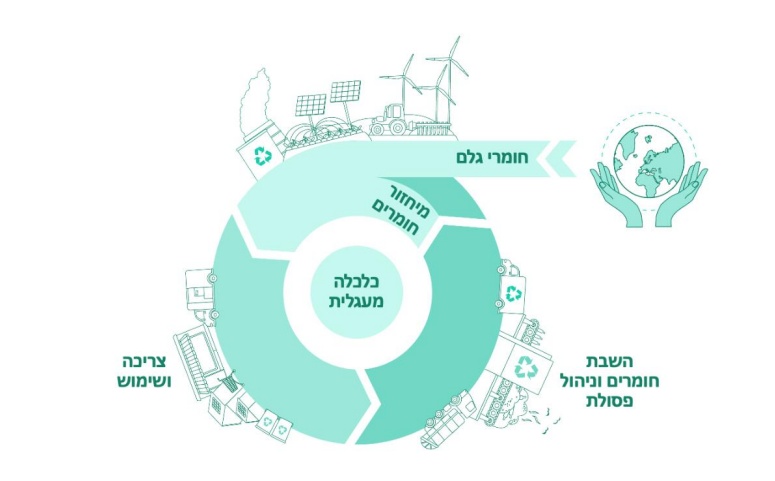 חומרי גלם
מיחזור
חומרים
כלכלה
מעגלית
צריכה
ושימוש
השבת
חומרים וניהול
פסולת